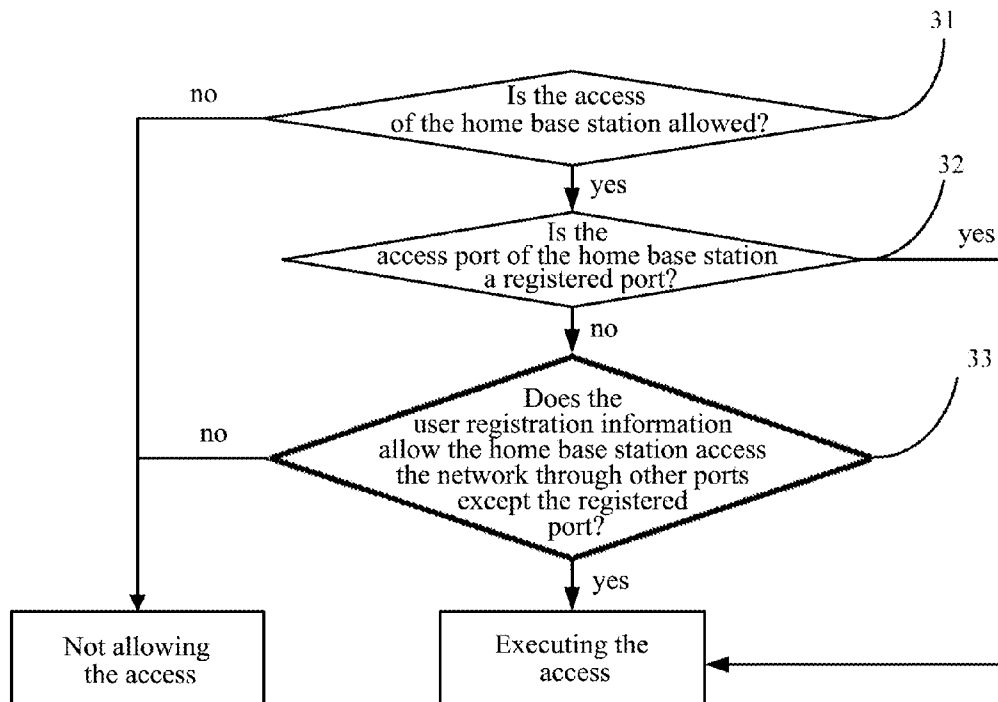 31
no
Is the access
of the home base station allowed?
yes
32
Is the
access port of the home base station
a registered port?
yes
no
33
Does the
user registration information
allow the home base station access
the network through other ports
except the registered
port?
no
yes
Not allowing
the access
Executing the
access